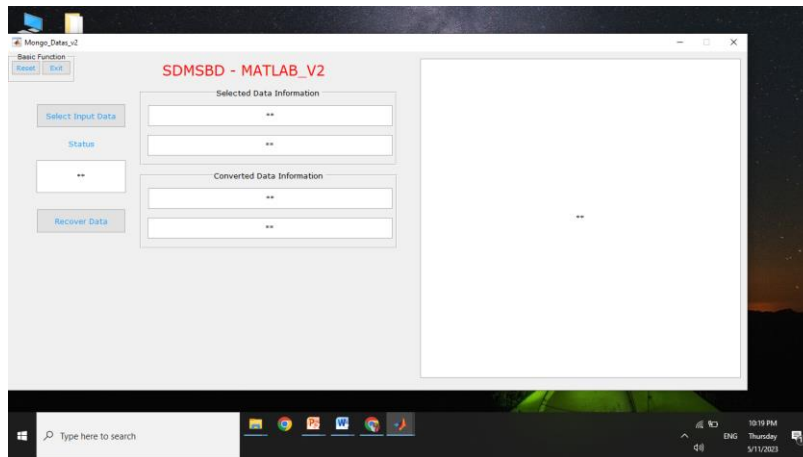 Mongo_Datas_v2
Basic Function
Reset Exit
SDMSBD - MATLAB_V2
Selected Data Information
Select Input Data
**
Status
**
**
Converted Data Information
**
Recover Data
**
**
Type here to search
ENG
10:19 PM
Thursday
5/11/2023